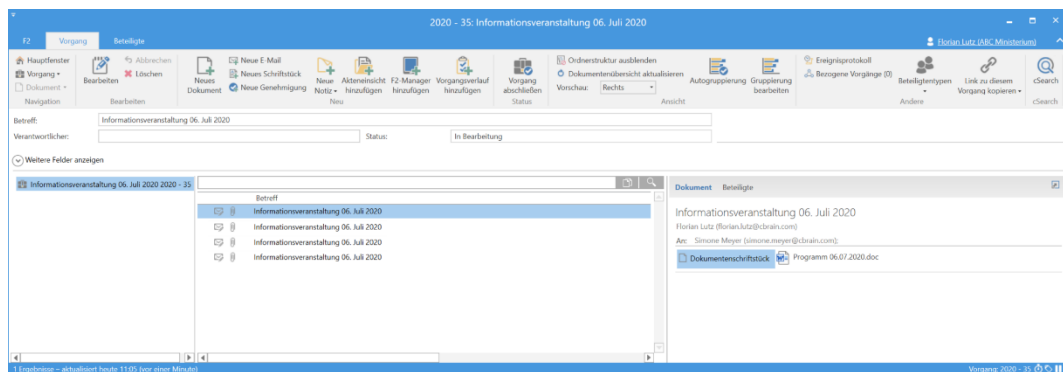 2020 - 35: Informationsveranstaltung 06. Juli 2020
F2 Vorgang Beteiligte Florian Lutz (ABC Ministerium)
Hauptfenster
Vorgang
Dokument
Navigation
Bearbeiten
Abbrechen
Löschen
Bearbeiten
Neues Dokument
Neue E-Mail
Neues Schriftstück
Neue Genehmigung
Neue Notiz
Akteneinsicht hinzufügen
F2-Manager hinzufügen
Vorgangsverlauf hinzufügen
Neu
Vorgang abschließen
Status
Ordnerstruktur ausblenden
Dokumentenübersicht aktualisieren
Vorschau: Rechts
Autogruppierung
Gruppierung bearbeiten
Ansicht
Ereignisprotokoll
Bezogene Vorgänge (0)
Beteiligtentypen
Link zu diesem Vorgang kopieren
Andere
cSearch
cSearch
Betreff: Informationsveranstaltung 06. Juli 2020
Verantwortlicher: Status: In Bearbeitung
Weitere Felder anzeigen
Informationsveranstaltung 06. Juli 2020 2020 - 35
Betreff
Informationsveranstaltung 06. Juli 2020
Informationsveranstaltung 06. Juli 2020
Informationsveranstaltung 06. Juli 2020
Informationsveranstaltung 06. Juli 2020
Dokument Beteiligte
Informationsveranstaltung 06. Juli 2020
Florian Lutz (florian.lutz@cbrain.com)
An: Simone Meyer (simone.meyer@cbrain.com);
Dokumentenschriftstück Programm 06.07.2020.doc
1 Ergebnisse – aktualisiert heute 11:05 (vor einer Minute) Vorgang: 2020 - 35